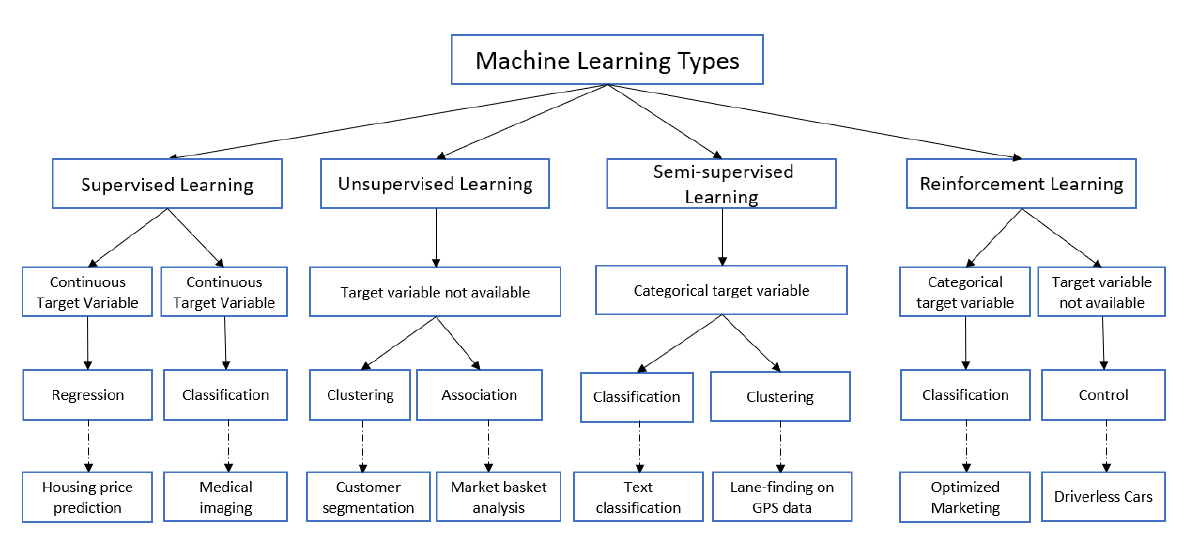 Machine Learning Types
Supervised Learning
Unsupervised Learning
Semi-supervised
Learning
Reinforcement Learning
Continuous
Target Variable
Continuous
Target Variable
Target variable not available
Categorical target variable
Categorical
target variable
Target variable
not available
Regression
Classification
Clustering
Association
Classification
Clustering
Classification
Control
Housing price
prediction
Medical
imaging
Customer
segmentation
Market basket
analysis
Text
classification
Lane-finding on
GPS data
Optimized
Marketing
Driverless Cars